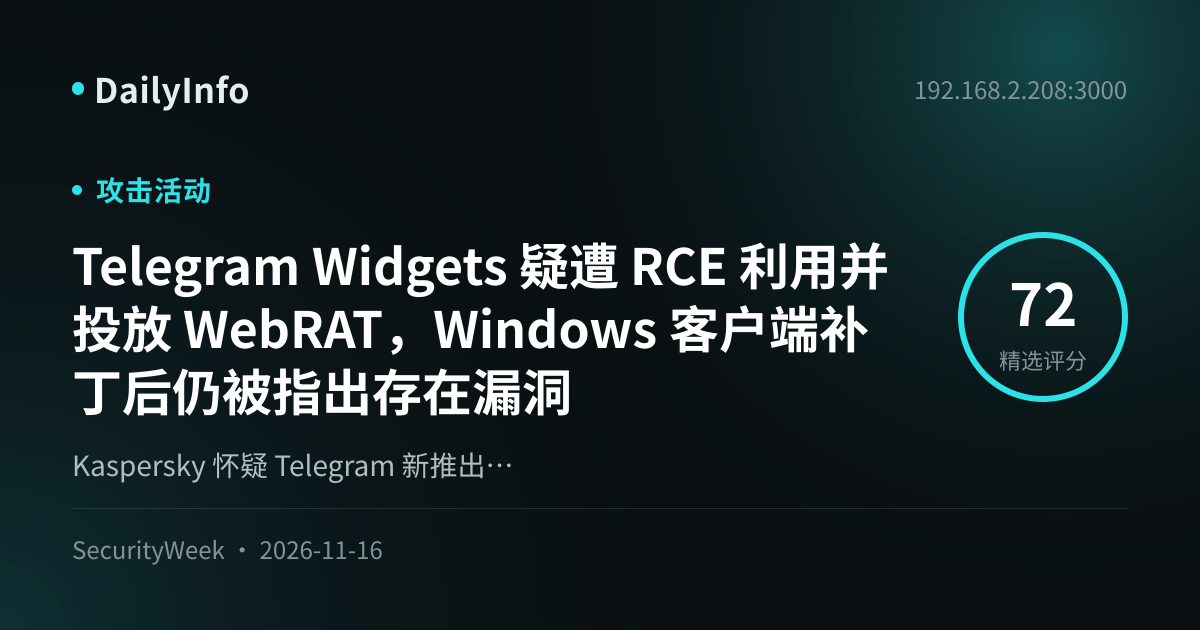 DailyInfo
192.168.2.208:3000
攻击活动
Telegram Widgets 疑遭 RCE 利用并
投放 WebRAT，Windows 客户端补
丁后仍被指出存在漏洞
72
精选评分
Kaspersky 怀疑 Telegram 新推出…
SecurityWeek • 2026-11-16